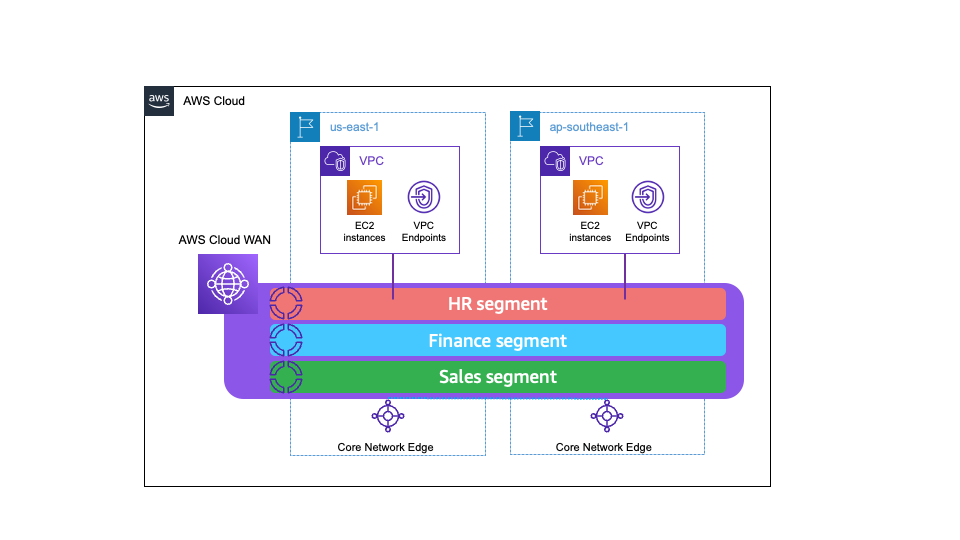 aws
AWS Cloud
us-east-1
ap-southeast-1
VPC
VPC
EC2
instances
VPC
Endpoints
EC2
instances
VPC
Endpoints
AWS Cloud WAN
HR segment
Finance segment
Sales segment
Core Network Edge
Core Network Edge